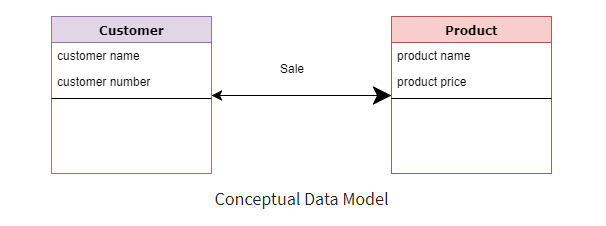 Customer
customer name
customer number
Sale
Product
product name
product price
Conceptual Data Model